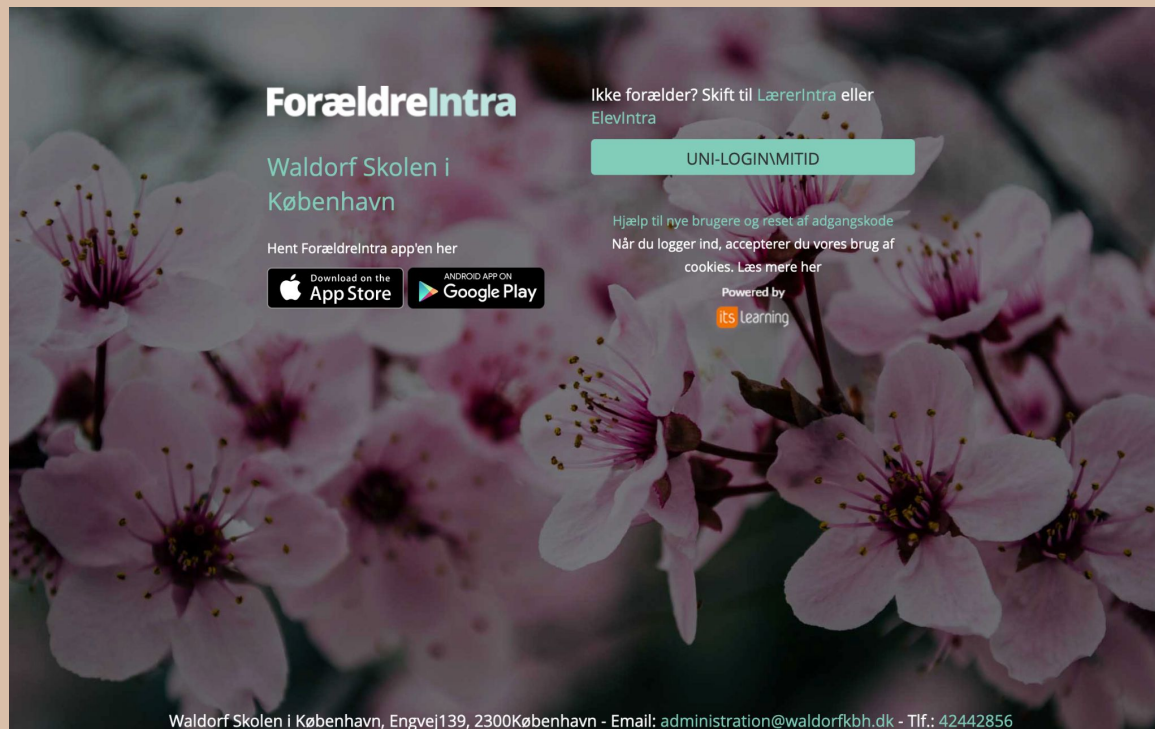 ForældreIntra
Waldorf Skolen i
København
Hent ForældreIntra app'en her
Download on the
App Store
ANDROID APP ON
Google Play
Ikke forælder? Skift til LærerIntra eller
ElevIntra
UNI-LOGIN\MITID
Hjælp til nye brugere og reset af adgangskode
Når du logger ind, accepterer du vores brug af
cookies. Læs mere her
Powered by
its learning
Waldorf Skolen i København, Engvej139, 2300København - Email: administration@waldorfkbh.dk - Tlf.: 42442856